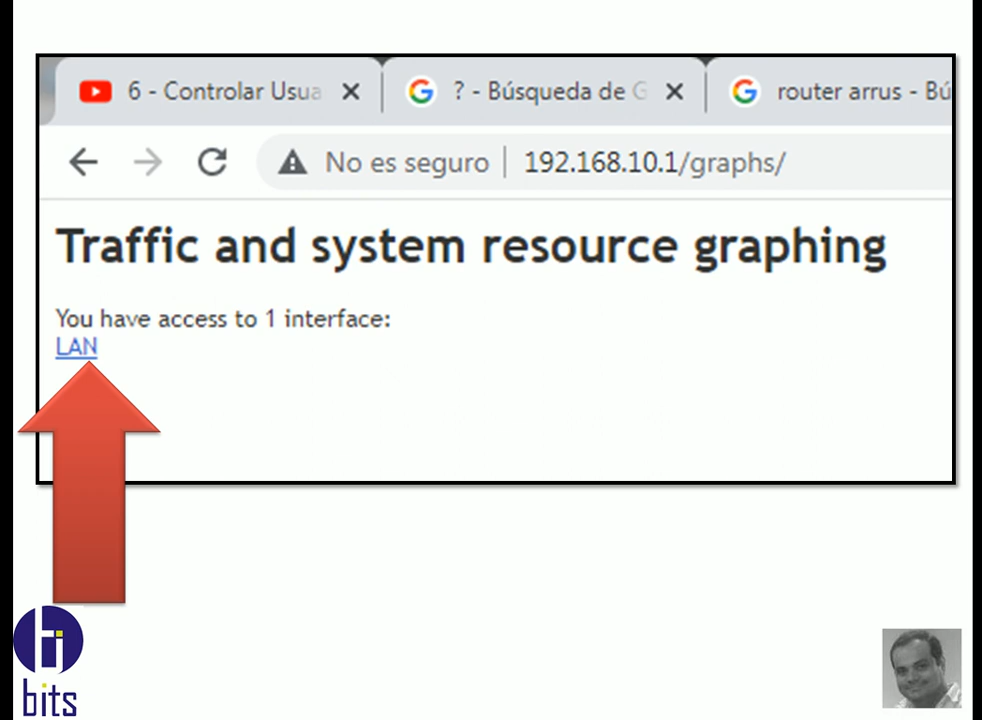 6 - Controlar Usua
? - Búsqueda de G
router arrus - Bú
No es seguro | 192.168.10.1/graphs/
Traffic and system resource graphing
You have access to 1 interface:
LAN
bits